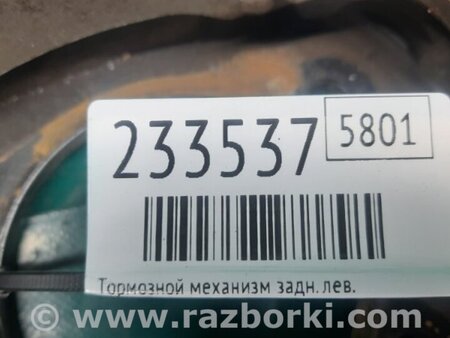 233537 5801
Тормозной механизм задн. лев.
www.razborki.com